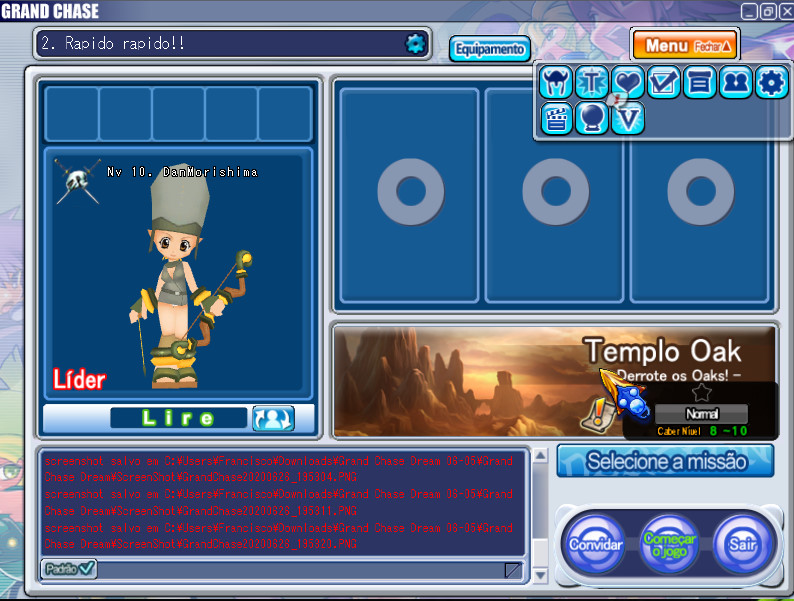 GRAND CHASE
2. Rapido rapido!!
Equipamento
Menu Fechar
Nv 10. DanMorishima
Líder
Lire
Templo Oak
Derrote os Oaks! -
Normal
Caber Nível 8 ~10
screenshot salvo em C:¥Users¥Francisco¥Downloads¥Grand Chase Dream 08-05¥Grand
Chase Dream¥ScreenShot¥GrandChase20200628_195304.PNG
screenshot salvo em C:¥Users¥Francisco¥Downloads¥Grand Chase Dream 08-05¥Grand
Chase Dream¥ScreenShot¥GrandChase20200628_195311.PNG
screenshot salvo em C:¥Users¥Francisco¥Downloads¥Grand Chase Dream 08-05¥Grand
Chase Dream¥ScreenShot¥GrandChase20200628_195320.PNG
Padrão
Selecione a missão
Convidar
Começar
o jogo
Sair